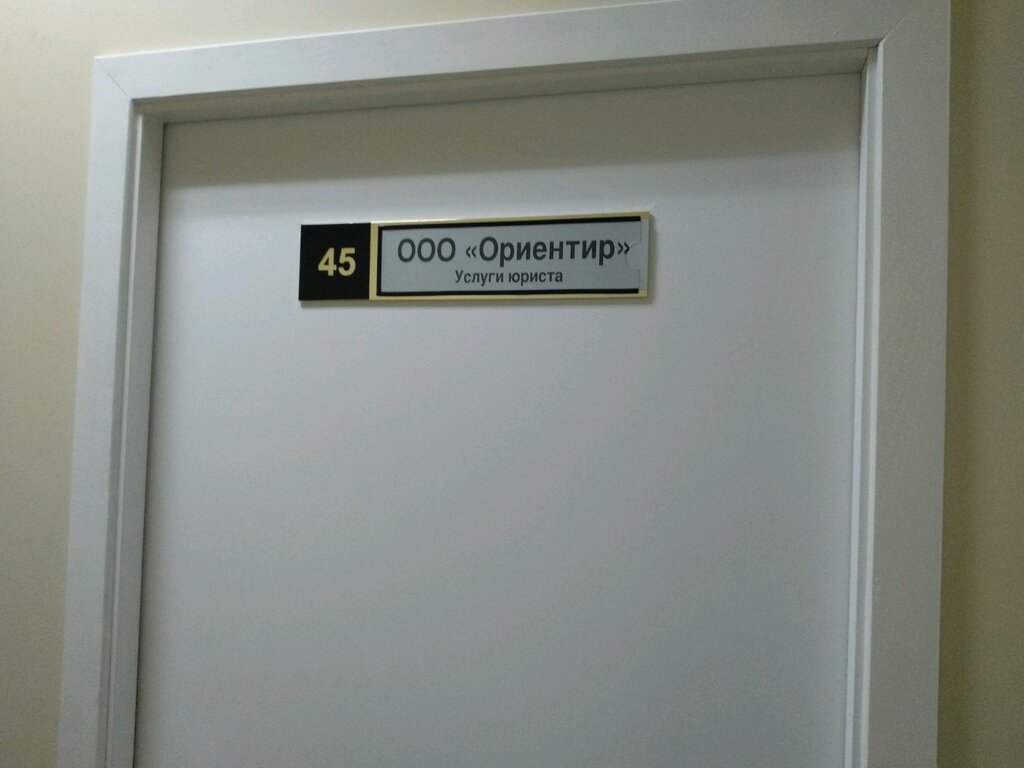 45
ООО «Ориентир»
Услуги юриста